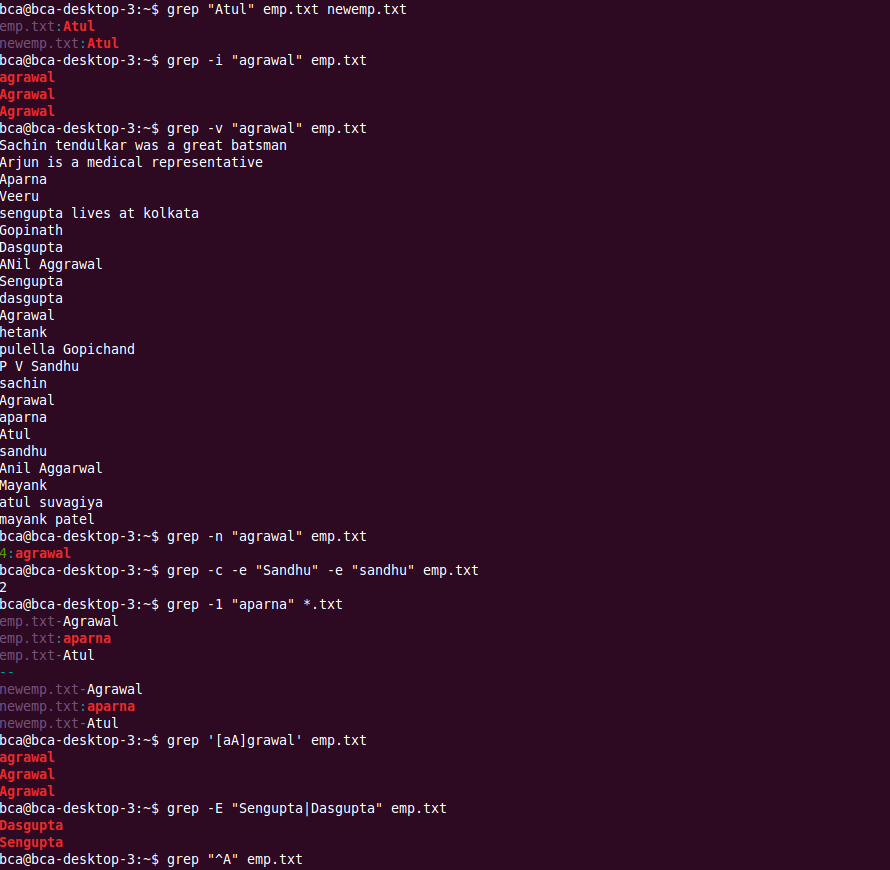 bca@bca-desktop-3:~$ grep "Atul" emp.txt newemp.txt
emp.txt:Atul
newemp.txt:Atul
bca@bca-desktop-3:~$ grep -i "agrawal" emp.txt
agrawal
Agrawal
Agrawal
bca@bca-desktop-3:~$ grep -v "agrawal" emp.txt
Sachin tendulkar was a great batsman
Arjun is a medical representative
Aparna
Veeru
sengupta lives at kolkata
Gopinath
Dasgupta
ANil Aggrawal
Sengupta
dasgupta
Agrawal
hetank
pulella Gopichand
P V Sandhu
sachin
Agrawal
aparna
Atul
sandhu
Anil Aggarwal
Mayank
atul suvagiya
mayank patel
bca@bca-desktop-3:~$ grep -n "agrawal" emp.txt
4:agrawal
bca@bca-desktop-3:~$ grep -c -e "Sandhu" -e "sandhu" emp.txt
2
bca@bca-desktop-3:~$ grep -1 "aparna" *.txt
emp.txt-Agrawal
emp.txt:aparna
emp.txt-Atul
--
newemp.txt-Agrawal
newemp.txt:aparna
newemp.txt-Atul
bca@bca-desktop-3:~$ grep '[aA]grawal' emp.txt
agrawal
Agrawal
Agrawal
bca@bca-desktop-3:~$ grep -E "Sengupta|Dasgupta" emp.txt
Dasgupta
Sengupta
bca@bca-desktop-3:~$ grep "^A" emp.txt